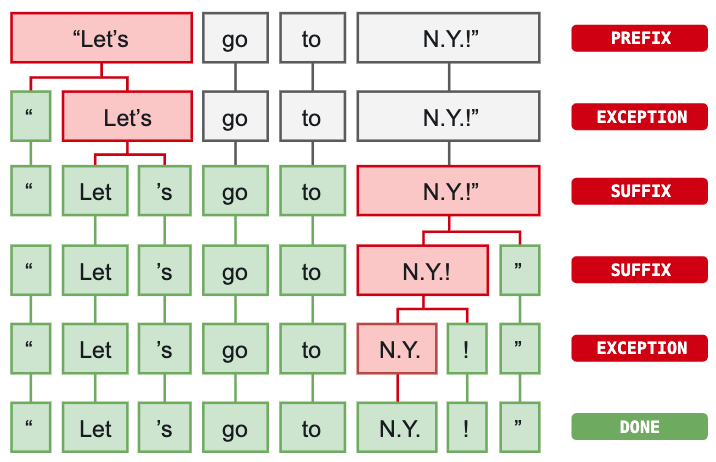 “Let’s go to N.Y.!” PREFIX
“ Let’s go to N.Y.!” EXCEPTION
“ Let ’s go to N.Y.!” SUFFIX
“ Let ’s go to N.Y.! ” SUFFIX
“ Let ’s go to N.Y. ! ” EXCEPTION
“ Let ’s go to N.Y. ! ” DONE